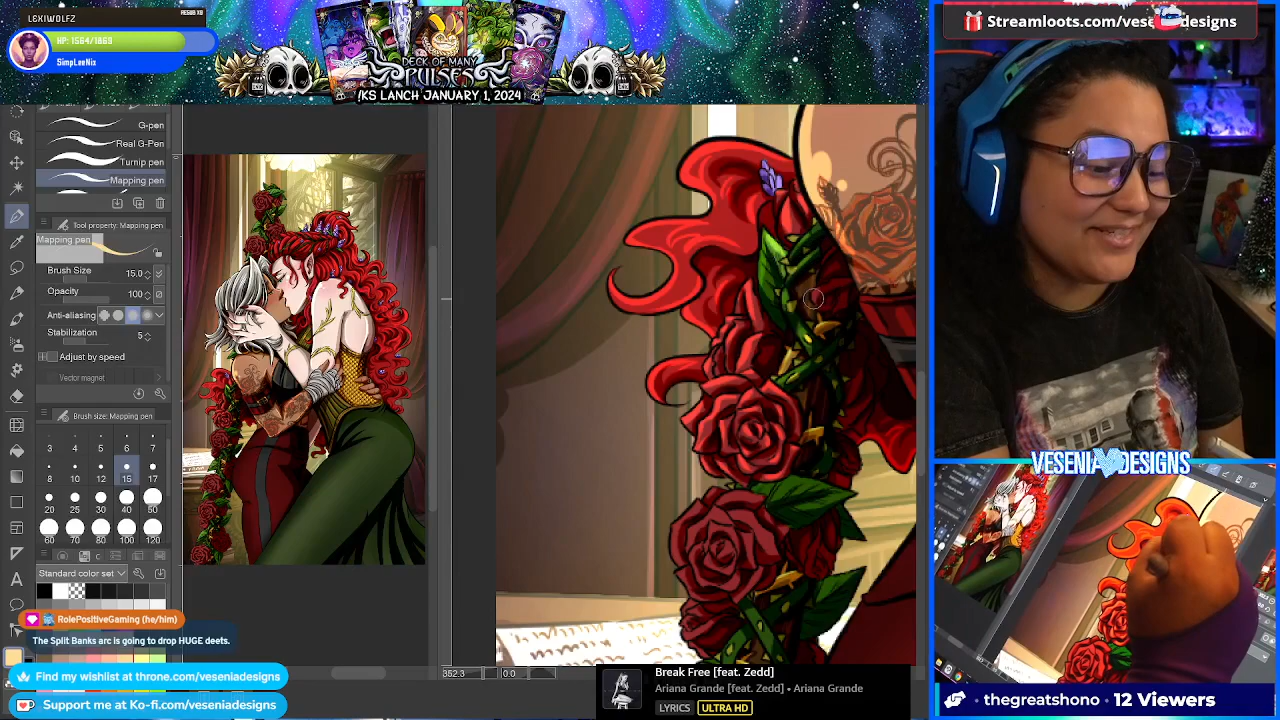 LEXIWOLFZ
HP: 1564/1869
SimpLeeNix
DECK OF MANY
PULSES
!KS LANCH JANUARY 1, 2024
G-pen
Real G-Pen
Turnip pen
Mapping pen
Tool property: Mapping pen
Mapping pen
Brush Size 15.0
Opacity 100
Anti-aliasing
Stabilization 5
Adjust by speed
Vector magnet
Brush size: Mapping pen
3 4 5 6 7
8 10 12 15 17
20 25 30 40 50
60 70 80 100 120
Standard color set
RolePositiveGaming (he/him)
The Split Banks arc is going to drop HUGE deets.
Find my wishlist at throne.com/veseniadesigns
Support me at Ko-fi.com/veseniadesigns
352.3 0.0
Break Free [feat. Zedd]
Ariana Grande [feat. Zedd] • Ariana Grande
LYRICS ULTRA HD
VESENIA DESIGNS
thegreatshono 12 Viewers